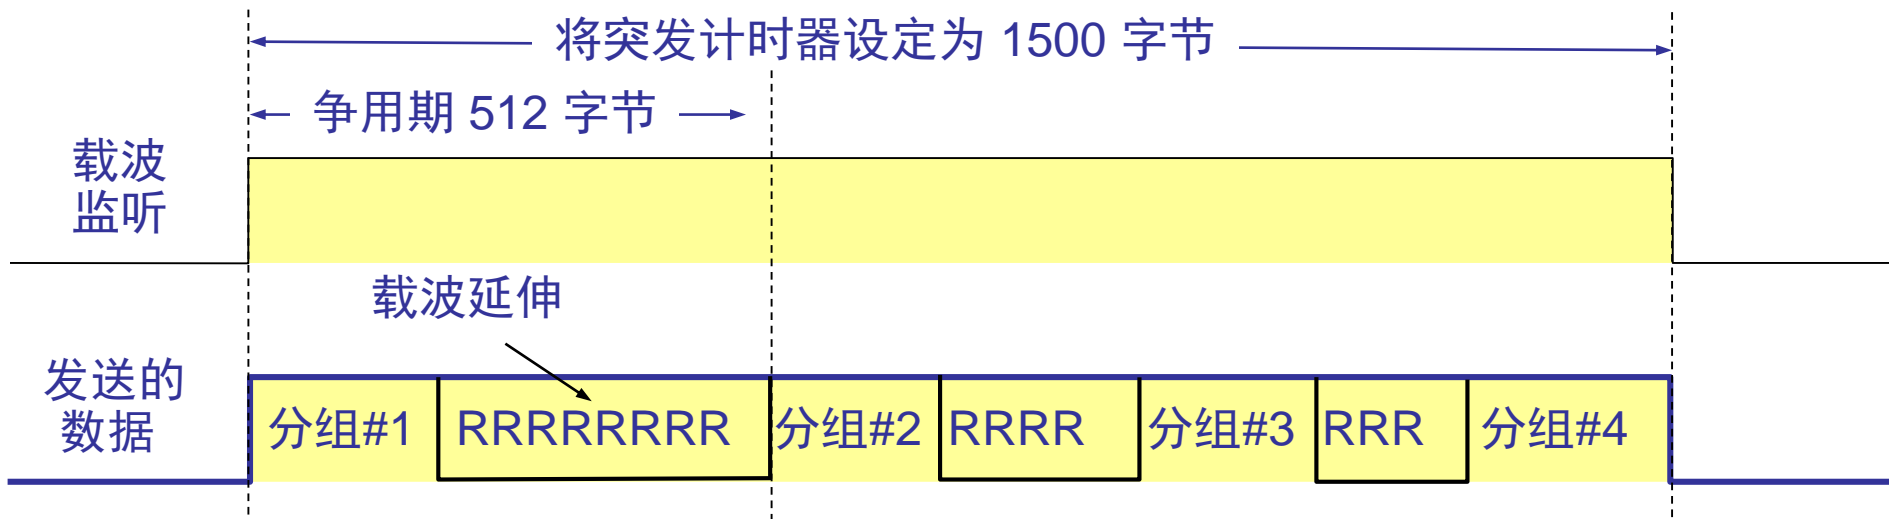 将突发计时器设定为 1500 字节
争用期 512 字节
载波
监听
载波延伸
发送的
数据
分组#1 RRRRRRRR 分组#2 RRRR 分组#3 RRR 分组#4